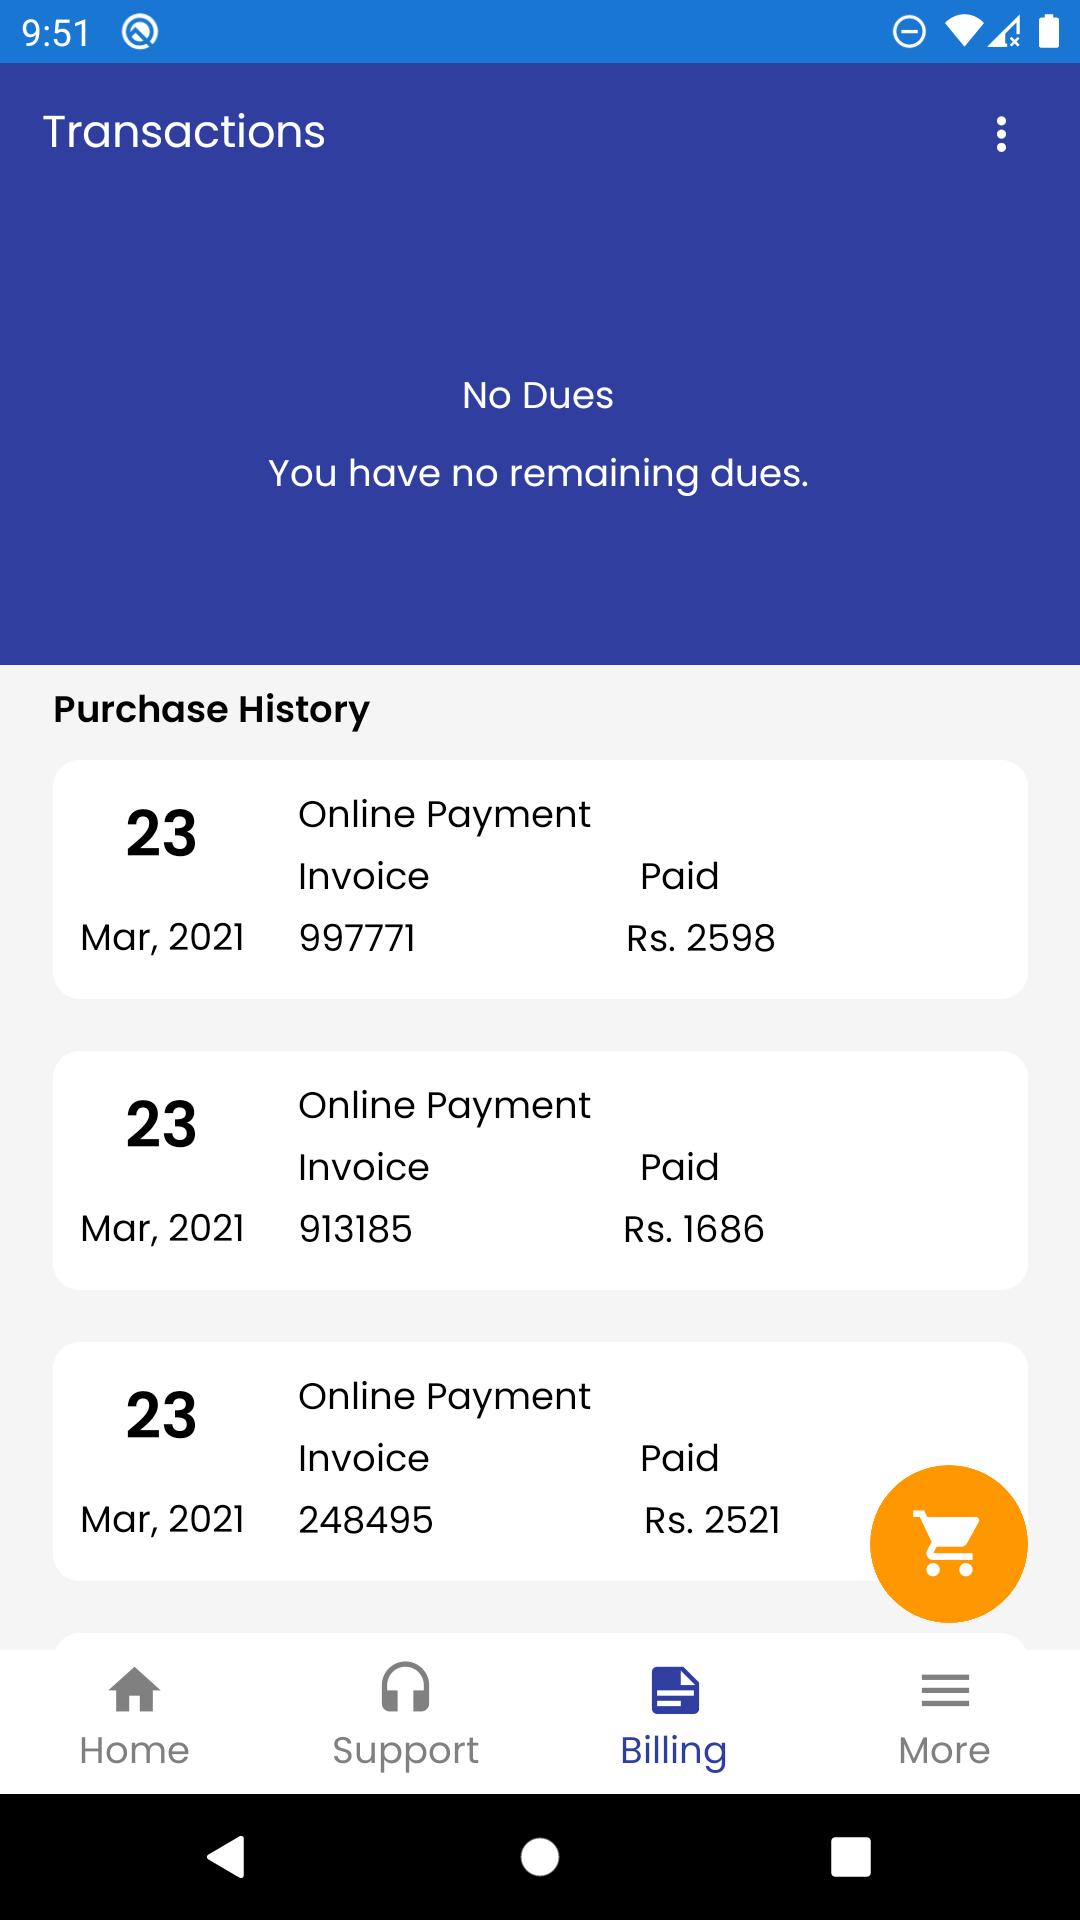 9:51
Transactions
No Dues
You have no remaining dues.
Purchase History
23
Mar, 2021
Online Payment
Invoice Paid
997771 Rs. 2598
23
Mar, 2021
Online Payment
Invoice Paid
913185 Rs. 1686
23
Mar, 2021
Online Payment
Invoice Paid
248495 Rs. 2521
Home Support Billing More